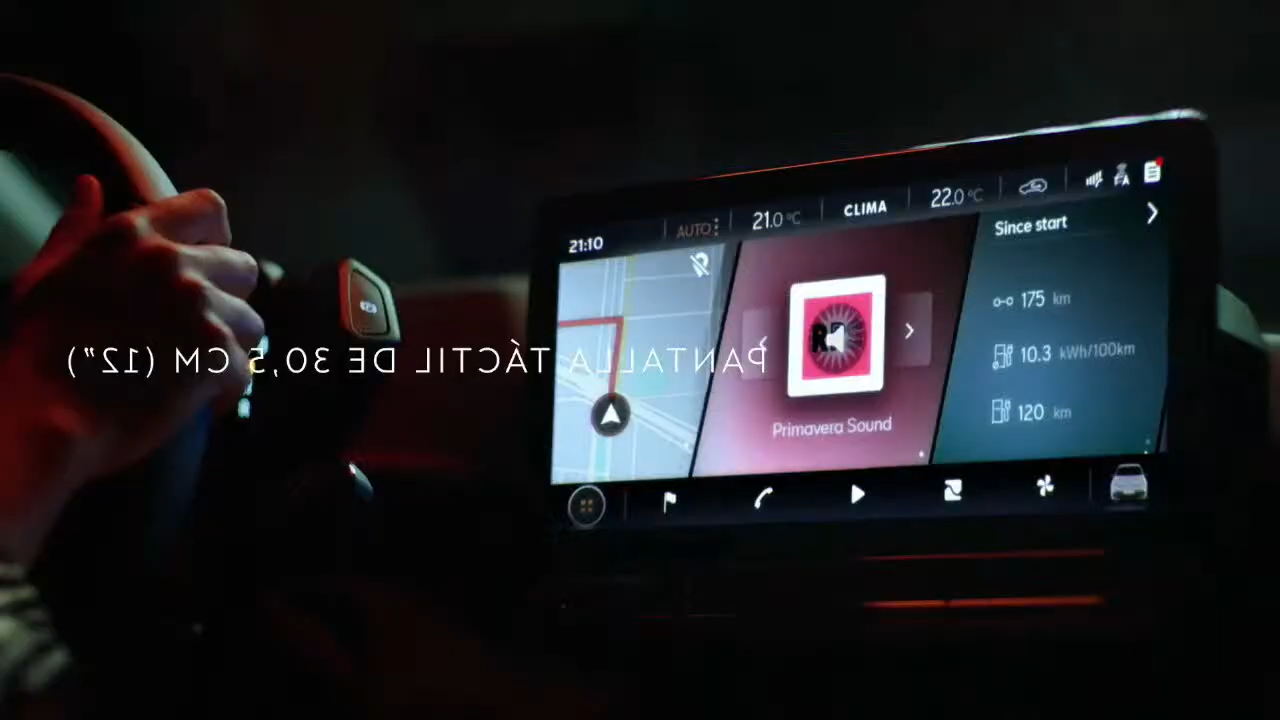 PANTALLA TÁCTIL DE 30,5 CM (12”)
21:10
AUTO
21.0 °C
CLIMA
22.0 °C
Since start
175 km
10.3 kWh/100km
120 km
Primavera Sound